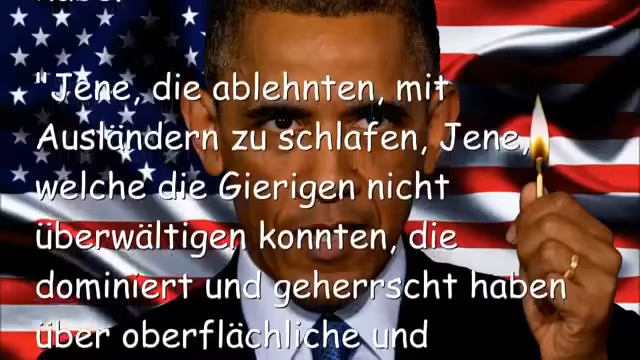 "Jene, die ablehnten, mit
Ausländern zu schlafen, Jene,
welche die Gierigen nicht
überwältigen konnten, die
dominiert und geherrscht haben
über oberflächliche und